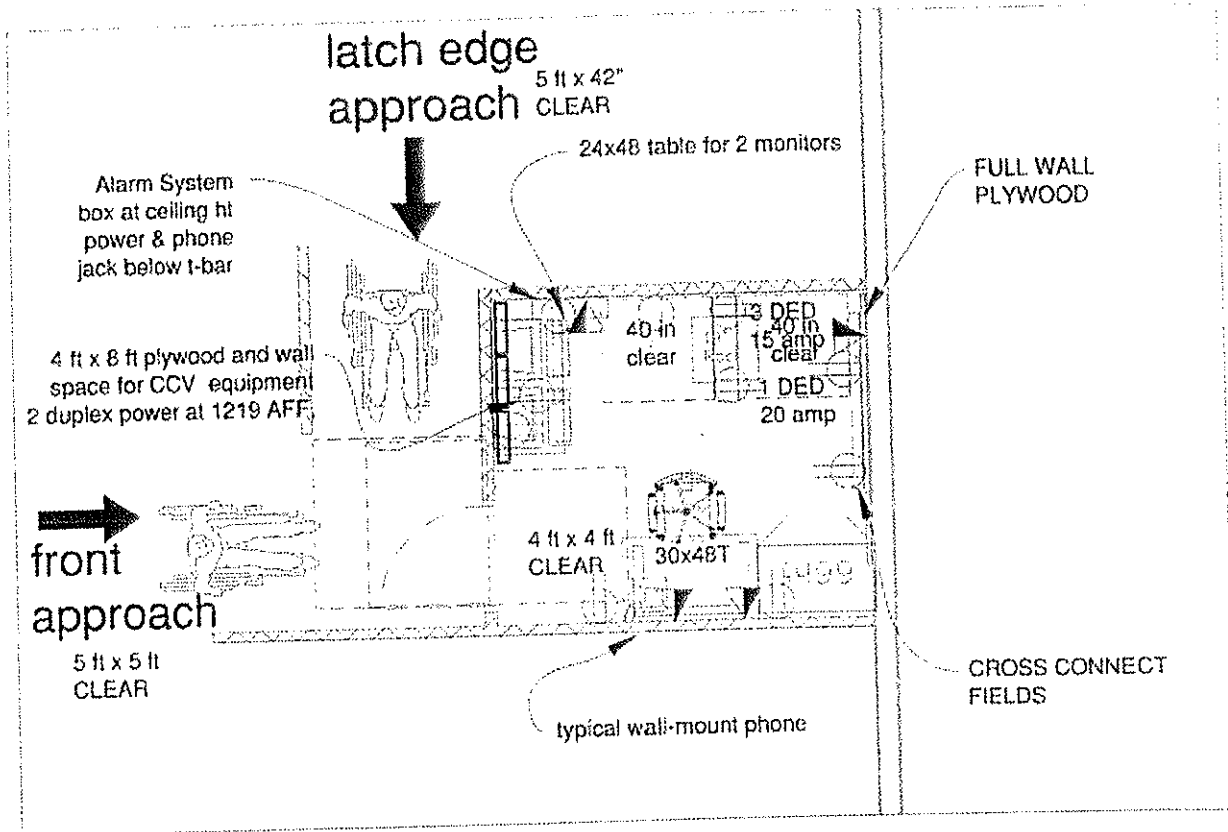 latch edge
approach
5 ft x 42"
CLEAR
24x48 table for 2 monitors
FULL WALL
PLYWOOD
Alarm System
box at ceiling ht
power & phone
jack below t-bar
40 in
clear
3 DED
15 amp
40 in
clear
1 DED
20 amp
4 ft x 8 ft plywood and wall
space for CCV equipment
2 duplex power at 1219 AFF
4 ft x 4 ft
CLEAR
30x48T
front
approach
5 ft x 5 ft
CLEAR
CROSS CONNECT
FIELDS
typical wall-mount phone